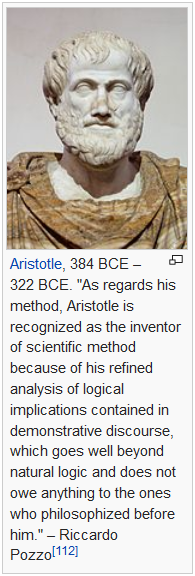 Aristotle, 384 BCE –
322 BCE. "As regards his
method, Aristotle is
recognized as the inventor
of scientific method
because of his refined
analysis of logical
implications contained in
demonstrative discourse,
which goes well beyond
natural logic and does not
owe anything to the ones
who philosophized before
him." – Riccardo
Pozzo[112]